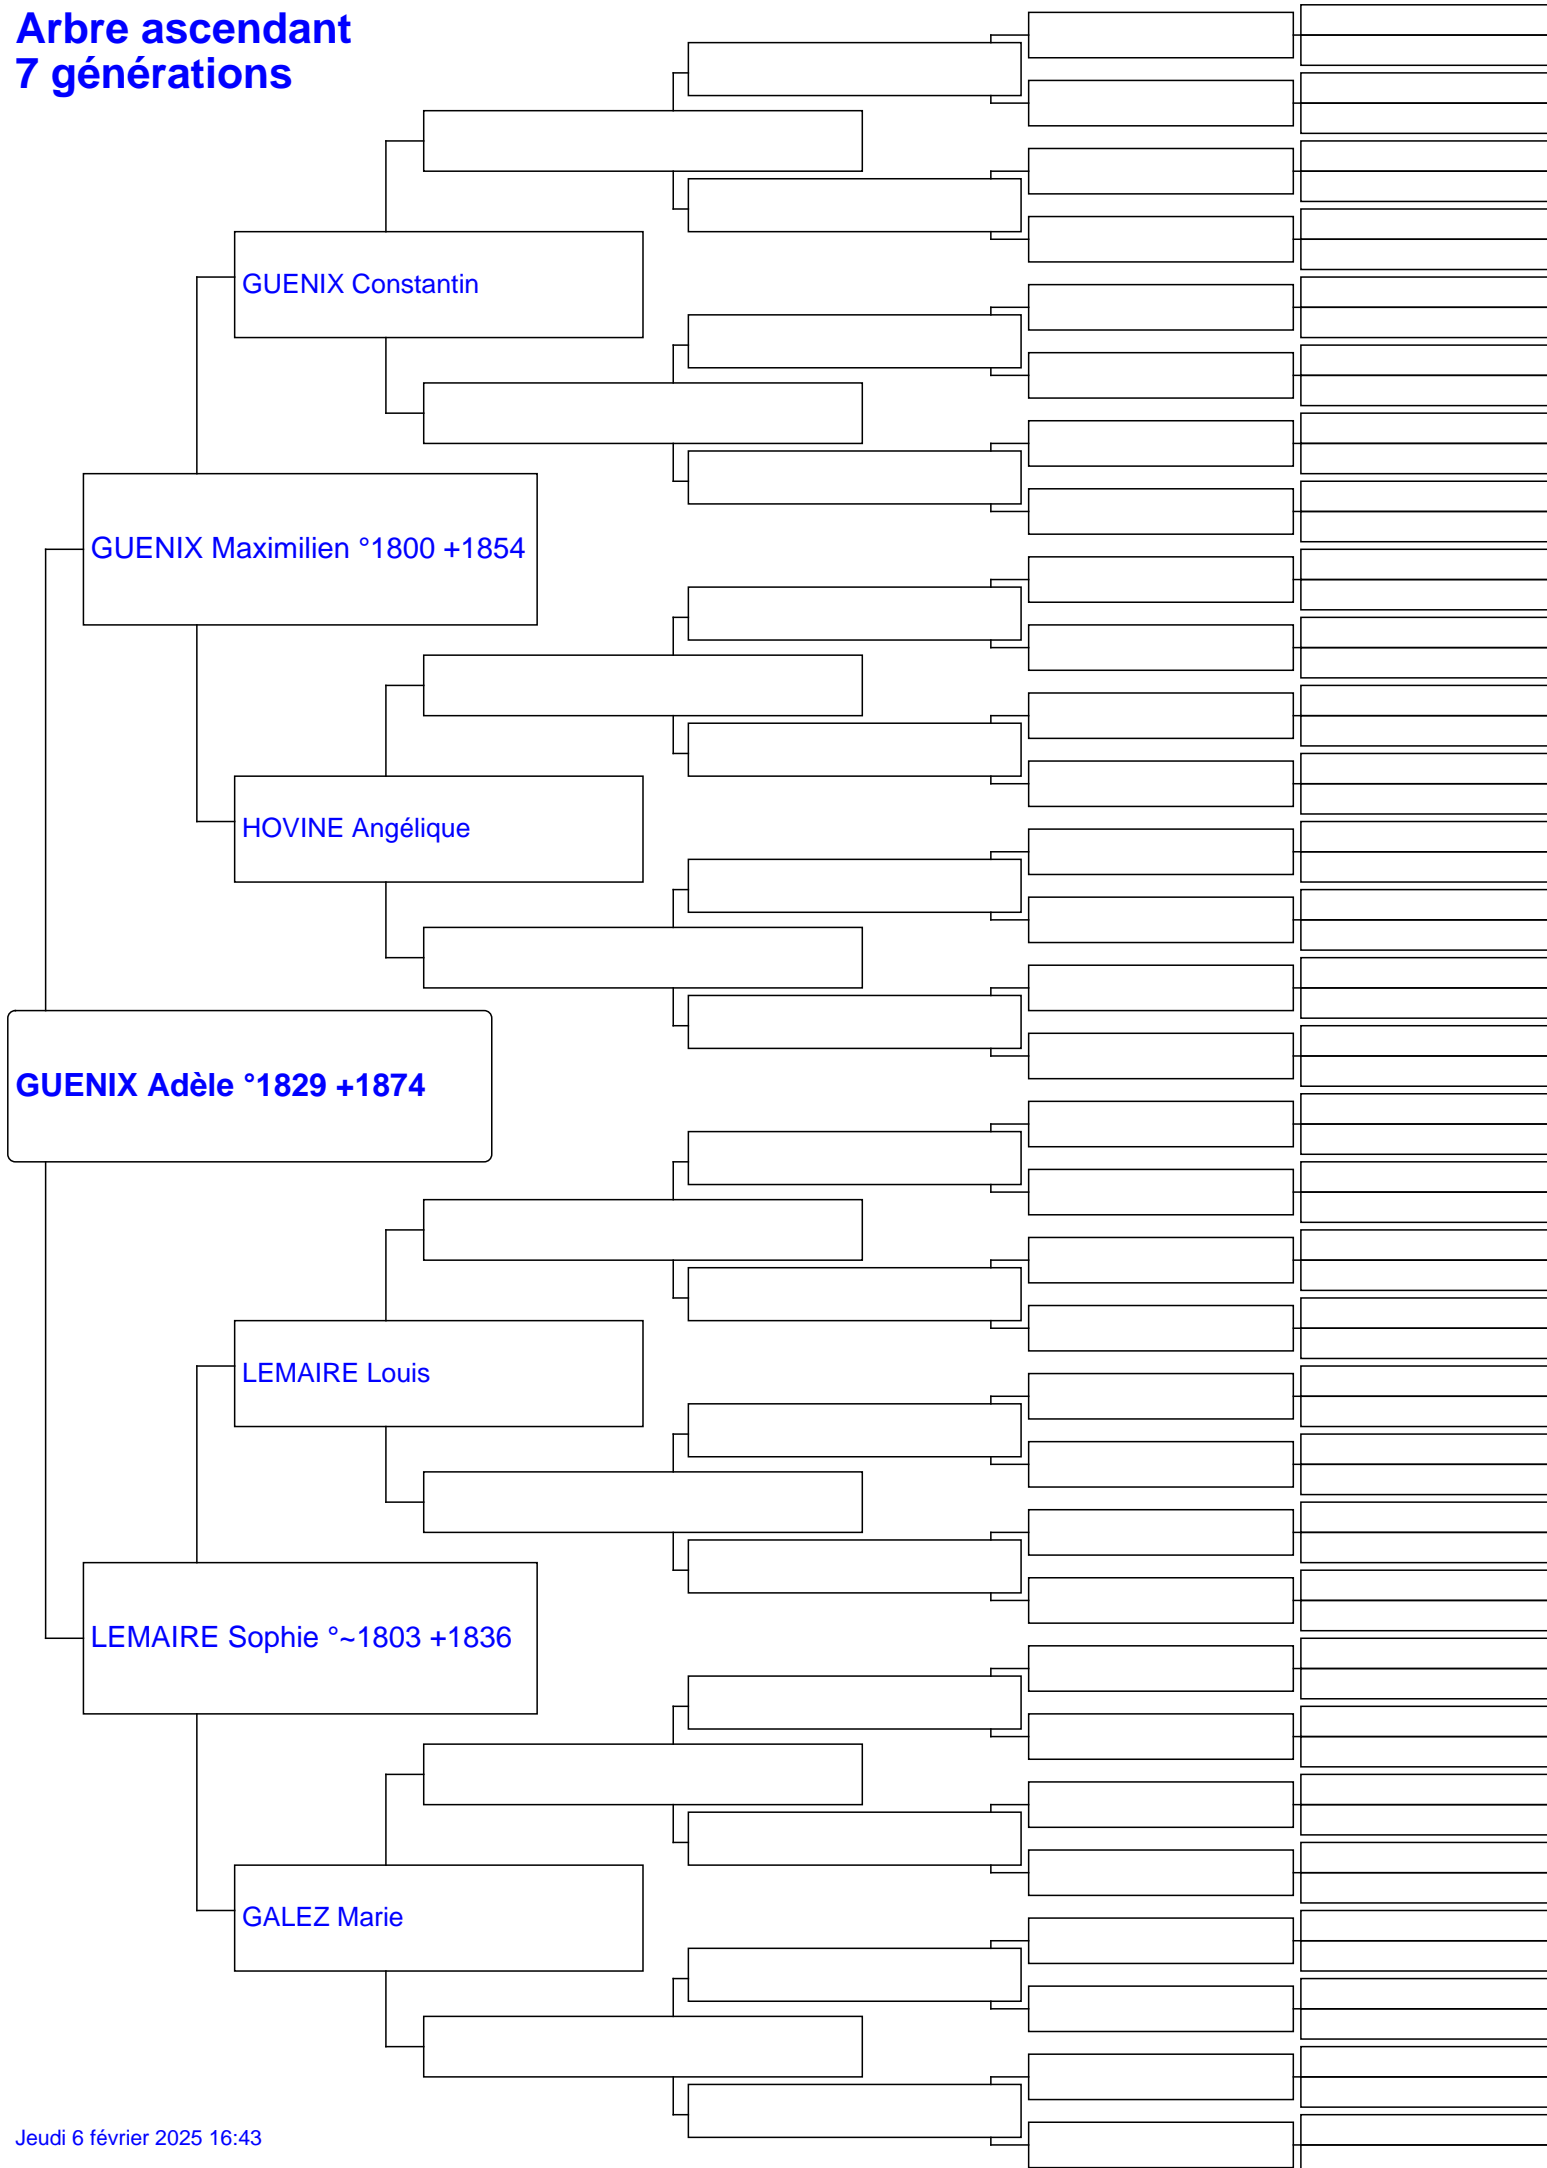 Arbre ascendant
7 générations
GUENIX Constantin
GUENIX Maximilien °1800 +1854
HOVINE Angélique
GUENIX Adèle °1829 +1874
LEMAIRE Louis
LEMAIRE Sophie °~1803 +1836
GALEZ Marie
Jeudi 6 février 2025 16:43